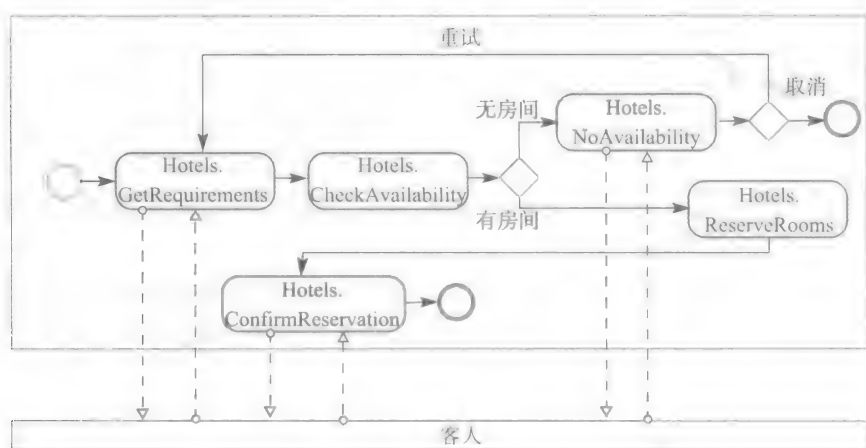 重试
取消
无房间
Hotels.
NoAvailability
Hotels.
GetRequirements
Hotels.
CheckAvailability
有房间
Hotels.
ReserveRooms
Hotels.
ConfirmReservation
客人